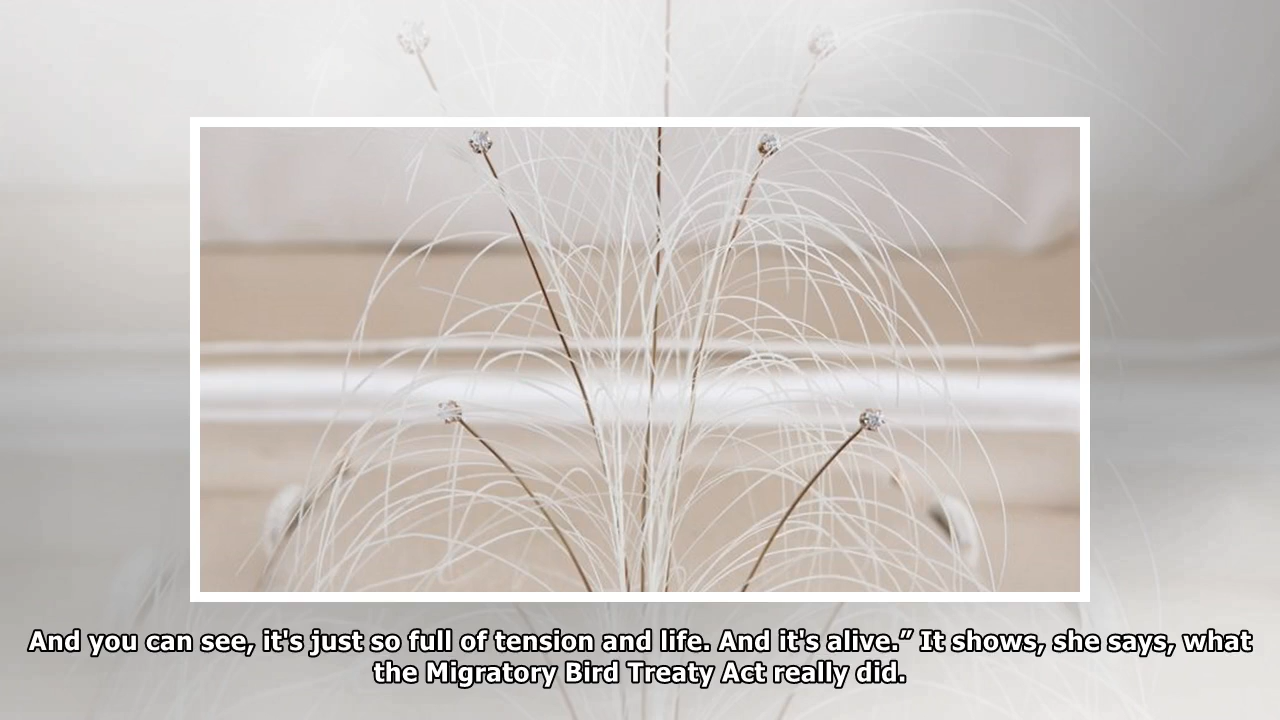 And you can see, it's just so full of tension and life. And it's alive.” It shows, she says, what
the Migratory Bird Treaty Act really did.